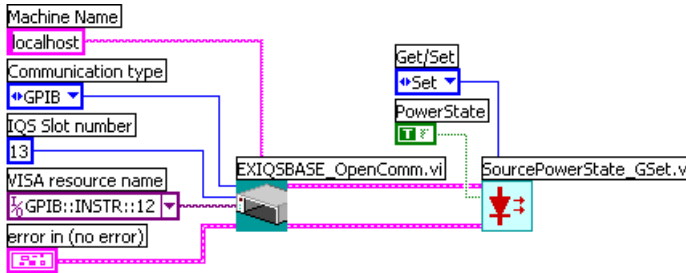 Machine Name
localhost
Communication type
GPIB
IQS Slot number
13
VISA resource name
GPIB::INSTR::12
error in (no error)
EXIQSBASE_OpenComm.vi
Get/Set
Set
PowerState
T F
SourcePowerState_GSet.v